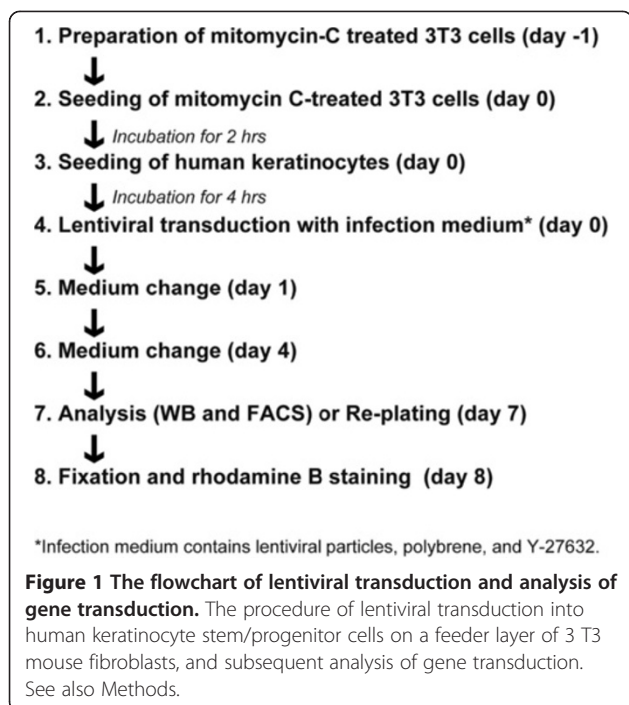 1. Preparation of mitomycin-C treated 3T3 cells (day -1)
2. Seeding of mitomycin C-treated 3T3 cells (day 0)
Incubation for 2 hrs
3. Seeding of human keratinocytes (day 0)
Incubation for 4 hrs
4. Lentiviral transduction with infection medium* (day 0)
5. Medium change (day 1)
6. Medium change (day 4)
7. Analysis (WB and FACS) or Re-plating (day 7)
8. Fixation and rhodamine B staining (day 8)
*Infection medium contains lentiviral particles, polybrene, and Y-27632.
Figure 1 The flowchart of lentiviral transduction and analysis of
gene transduction. The procedure of lentiviral transduction into
human keratinocyte stem/progenitor cells on a feeder layer of 3 T3
mouse fibroblasts, and subsequent analysis of gene transduction.
See also Methods.